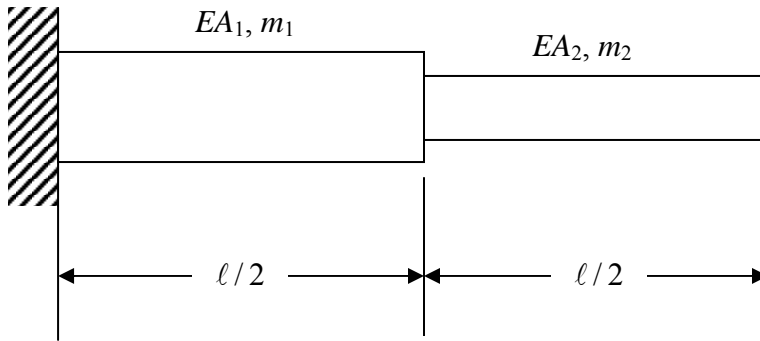 EA₁, m₁
EA₂, m₂
ℓ / 2
ℓ / 2